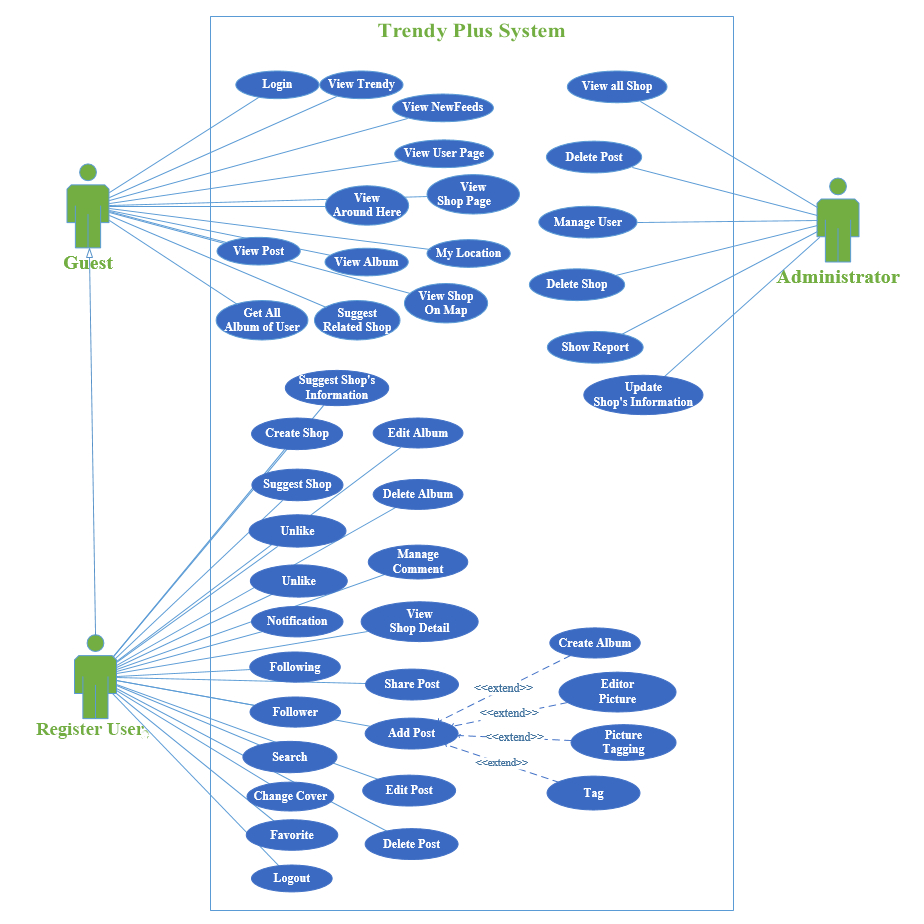 Trendy Plus System
Login
View Trendy
View NewFeeds
View User Page
View
Shop Page
View
Around Here
View Post
View Album
My Location
View Shop
On Map
Get All
Album of User
Suggest
Related Shop
Guest
View all Shop
Delete Post
Manage User
Delete Shop
Show Report
Update
Shop's Information
Administrator
Suggest Shop's
Information
Create Shop
Edit Album
Suggest Shop
Delete Album
Unlike
Manage
Comment
Unlike
Notification
View
Shop Detail
Following
Share Post
Follower
Add Post
Search
Edit Post
Change Cover
Favorite
Delete Post
Logout
Register User
Create Album
<<extend>>
Editor
Picture
<<extend>>
Picture
Tagging
<<extend>>
<<extend>>
Tag